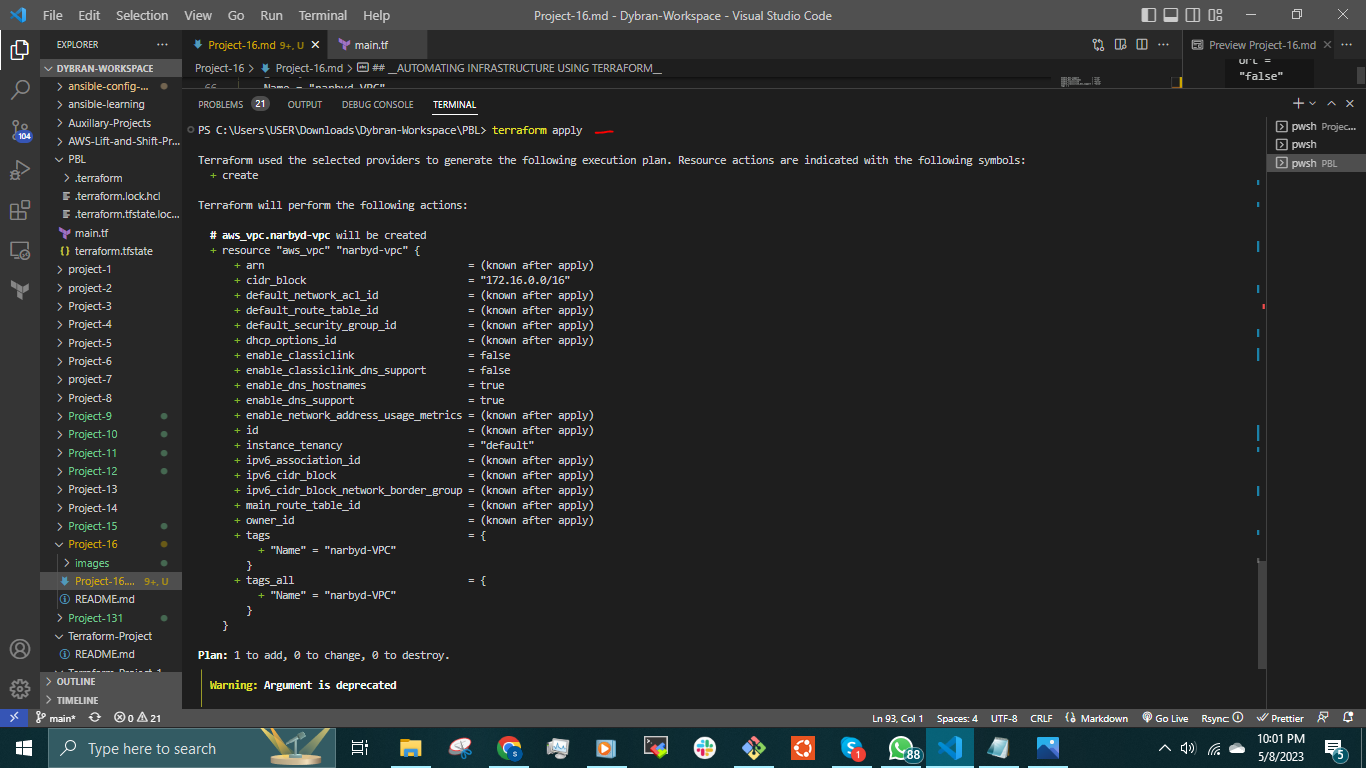 File Edit Selection View Go Run Terminal Help
Project-16.md - Dybran-Workspace - Visual Studio Code
EXPLORER
DYBRAN-WORKSPACE
ansible-config-...
ansible-learning
Auxillary-Projects
AWS-Lift-and-Shift-Pr...
PBL
.terraform
.terraform.lock.hcl
.terraform.tfstate.loc...
main.tf
terraform.tfstate
project-1
project-2
Project-3
Project-4
Project-5
Project-6
project-7
Project-8
Project-9
Project-10
Project-11
Project-12
Project-13
Project-14
Project-15
Project-16
images
Project-16.... 9+, U
README.md
Project-131
Terraform-Project
README.md
Terraform-Project-1
OUTLINE
TIMELINE
104
Project-16.md 9+, U
main.tf
Project-16 > Project-16.md > ## __AUTOMATING INFRASTRUCTURE USING TERRAFORM__
66 Name = "narbyd-VPC"
Preview Project-16.md
ort =
"false"
PROBLEMS 21 OUTPUT DEBUG CONSOLE TERMINAL
PS C:\Users\USER\Downloads\Dybran-Workspace\PBL> terraform apply
Terraform used the selected providers to generate the following execution plan. Resource actions are indicated with the following symbols:
+ create
Terraform will perform the following actions:
# aws_vpc.narbyd-vpc will be created
+ resource "aws_vpc" "narbyd-vpc" {
+ arn = (known after apply)
+ cidr_block = "172.16.0.0/16"
+ default_network_acl_id = (known after apply)
+ default_route_table_id = (known after apply)
+ default_security_group_id = (known after apply)
+ dhcp_options_id = (known after apply)
+ enable_classiclink = false
+ enable_classiclink_dns_support = false
+ enable_dns_hostnames = true
+ enable_dns_support = true
+ enable_network_address_usage_metrics = (known after apply)
+ id = (known after apply)
+ instance_tenancy = "default"
+ ipv6_association_id = (known after apply)
+ ipv6_cidr_block = (known after apply)
+ ipv6_cidr_block_network_border_group = (known after apply)
+ main_route_table_id = (known after apply)
+ owner_id = (known after apply)
+ tags = {
+ "Name" = "narbyd-VPC"
}
+ tags_all = {
+ "Name" = "narbyd-VPC"
}
}
Plan: 1 to add, 0 to change, 0 to destroy.
Warning: Argument is deprecated
pwsh Projec...
pwsh
pwsh PBL
main* 0 21
Ln 93, Col 1 Spaces: 4 UTF-8 CRLF Markdown Go Live Rsync: Prettier
Type here to search
1
88
10:01 PM
5/8/2023
5